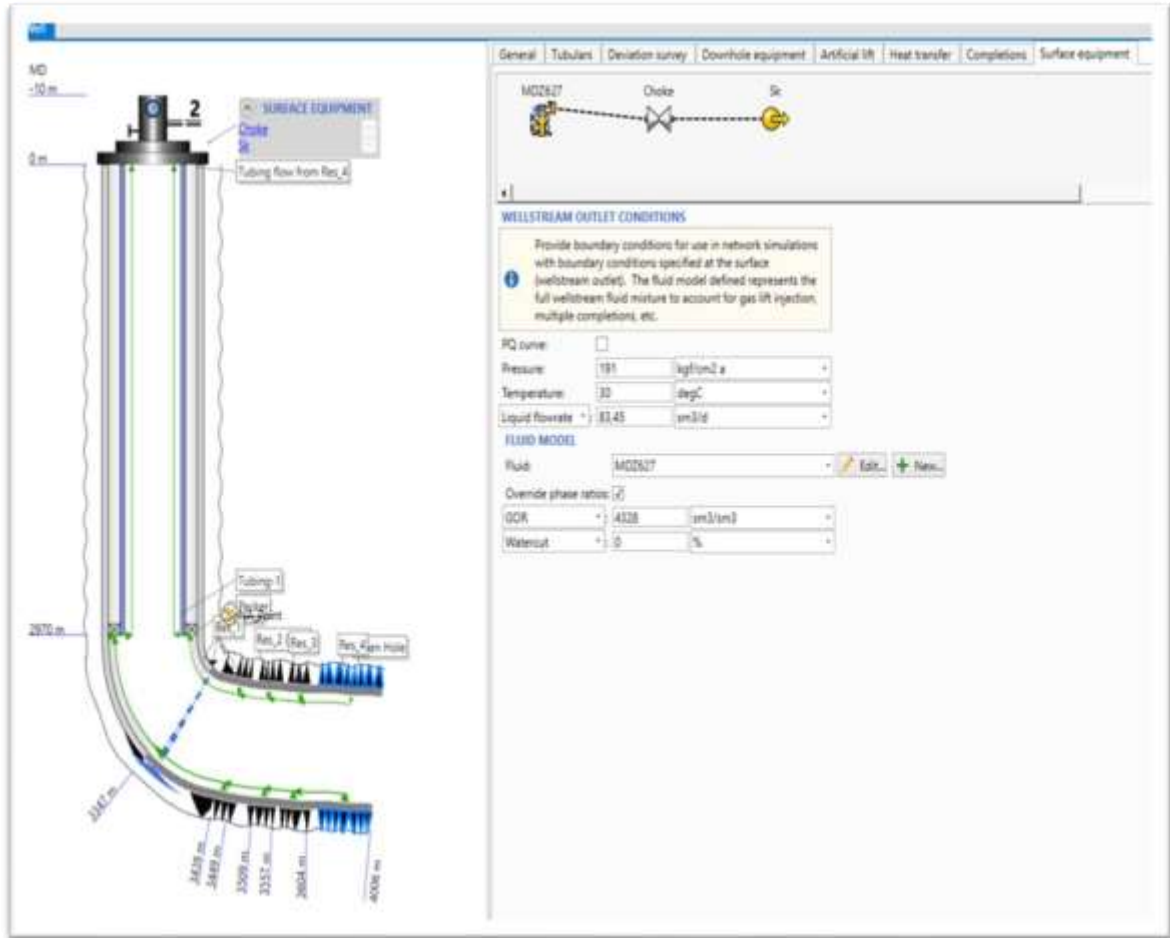 General Tubulars Deviation survey Downhole equipment Artificial lift Heat transfer Completions Surface equipment
MD
-10 m
0 m
2
SURFACE EQUIPMENT
Choke
Sk
Tubing flow from Res_4
MDZ627 Choke Sk
WELLSTREAM OUTLET CONDITIONS
Provide boundary conditions for use in network simulations
with boundary conditions specified at the surface
(wellstream outlet). The fluid model defined represents the
full wellstream fluid mixture to account for gas lift injection,
multiple completions, etc.
PQ curve:
Pressure: 191 kgf/cm2 a
Temperature: 30 degC
Liquid flowrate : 83,45 sm3/d
FLUID MODEL
Fluid: MDZ627 Edit... New...
Override phase ratios:
GOR : 4328 sm3/sm3
Watercut : 0 %
Tubing-1
Packer
Point
Res_1
Res_2
Res_3
Res_4
en Hole
2970 m
3347 m
3428 m
3449 m
3509 m
3557 m
3604 m
4006 m